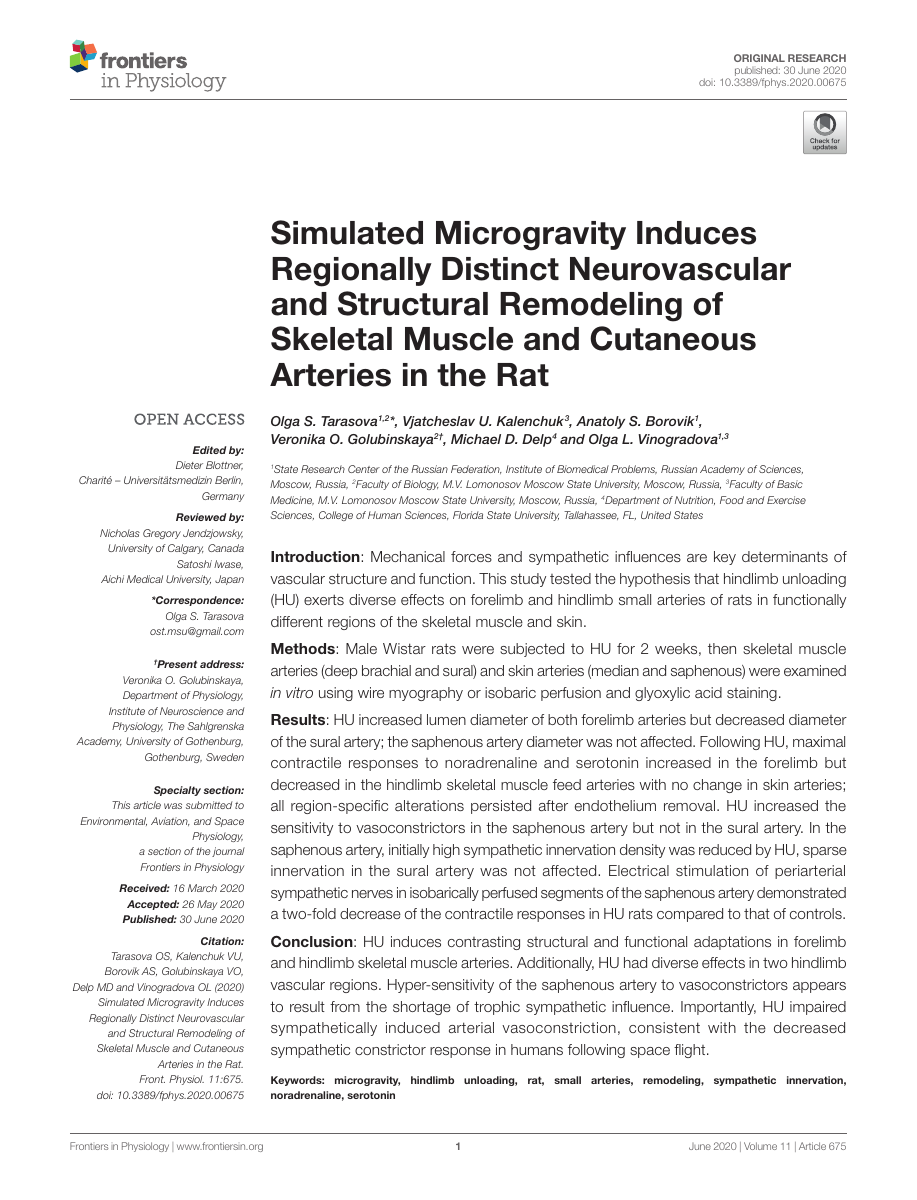 frontiers
in Physiology
ORIGINAL RESEARCH
published: 30 June 2020
doi: 10.3389/fphys.2020.00675
Check for
updates
Simulated Microgravity Induces
Regionally Distinct Neurovascular
and Structural Remodeling of
Skeletal Muscle and Cutaneous
Arteries in the Rat
Olga S. Tarasova1,2*, Vjatcheslav U. Kalenchuk3, Anatoly S. Borovik1,
Veronika O. Golubinskaya2†, Michael D. Delp4 and Olga L. Vinogradova1,3
1State Research Center of the Russian Federation, Institute of Biomedical Problems, Russian Academy of Sciences,
Moscow, Russia, 2Faculty of Biology, M.V. Lomonosov Moscow State University, Moscow, Russia, 3Faculty of Basic
Medicine, M.V. Lomonosov Moscow State University, Moscow, Russia, 4Department of Nutrition, Food and Exercise
Sciences, College of Human Sciences, Florida State University, Tallahassee, FL, United States
OPEN ACCESS
Edited by:
Dieter Blottner,
Charité – Universitätsmedizin Berlin,
Germany
Reviewed by:
Nicholas Gregory Jendzjowsky,
University of Calgary, Canada
Satoshi Iwase,
Aichi Medical University, Japan
*Correspondence:
Olga S. Tarasova
ost.msu@gmail.com
†Present address:
Veronika O. Golubinskaya,
Department of Physiology,
Institute of Neuroscience and
Physiology, The Sahlgrenska
Academy, University of Gothenburg,
Gothenburg, Sweden
Specialty section:
This article was submitted to
Environmental, Aviation, and Space
Physiology,
a section of the journal
Frontiers in Physiology
Received: 16 March 2020
Accepted: 26 May 2020
Published: 30 June 2020
Citation:
Tarasova OS, Kalenchuk VU,
Borovik AS, Golubinskaya VO,
Delp MD and Vinogradova OL (2020)
Simulated Microgravity Induces
Regionally Distinct Neurovascular
and Structural Remodeling of
Skeletal Muscle and Cutaneous
Arteries in the Rat.
Front. Physiol. 11:675.
doi: 10.3389/fphys.2020.00675
Introduction: Mechanical forces and sympathetic influences are key determinants of
vascular structure and function. This study tested the hypothesis that hindlimb unloading
(HU) exerts diverse effects on forelimb and hindlimb small arteries of rats in functionally
different regions of the skeletal muscle and skin.
Methods: Male Wistar rats were subjected to HU for 2 weeks, then skeletal muscle
arteries (deep brachial and sural) and skin arteries (median and saphenous) were examined
in vitro using wire myography or isobaric perfusion and glyoxylic acid staining.
Results: HU increased lumen diameter of both forelimb arteries but decreased diameter
of the sural artery; the saphenous artery diameter was not affected. Following HU, maximal
contractile responses to noradrenaline and serotonin increased in the forelimb but
decreased in the hindlimb skeletal muscle feed arteries with no change in skin arteries;
all region-specific alterations persisted after endothelium removal. HU increased the
sensitivity to vasoconstrictors in the saphenous artery but not in the sural artery. In the
saphenous artery, initially high sympathetic innervation density was reduced by HU, sparse
innervation in the sural artery was not affected. Electrical stimulation of periarterial
sympathetic nerves in isobarically perfused segments of the saphenous artery demonstrated
a two-fold decrease of the contractile responses in HU rats compared to that of controls.
Conclusion: HU induces contrasting structural and functional adaptations in forelimb
and hindlimb skeletal muscle arteries. Additionally, HU had diverse effects in two hindlimb
vascular regions. Hyper-sensitivity of the saphenous artery to vasoconstrictors appears
to result from the shortage of trophic sympathetic influence. Importantly, HU impaired
sympathetically induced arterial vasoconstriction, consistent with the decreased
sympathetic constrictor response in humans following space flight.
Keywords: microgravity, hindlimb unloading, rat, small arteries, remodeling, sympathetic innervation,
noradrenaline, serotonin
Frontiers in Physiology | www.frontiersin.org
1
June 2020 | Volume 11 | Article 675